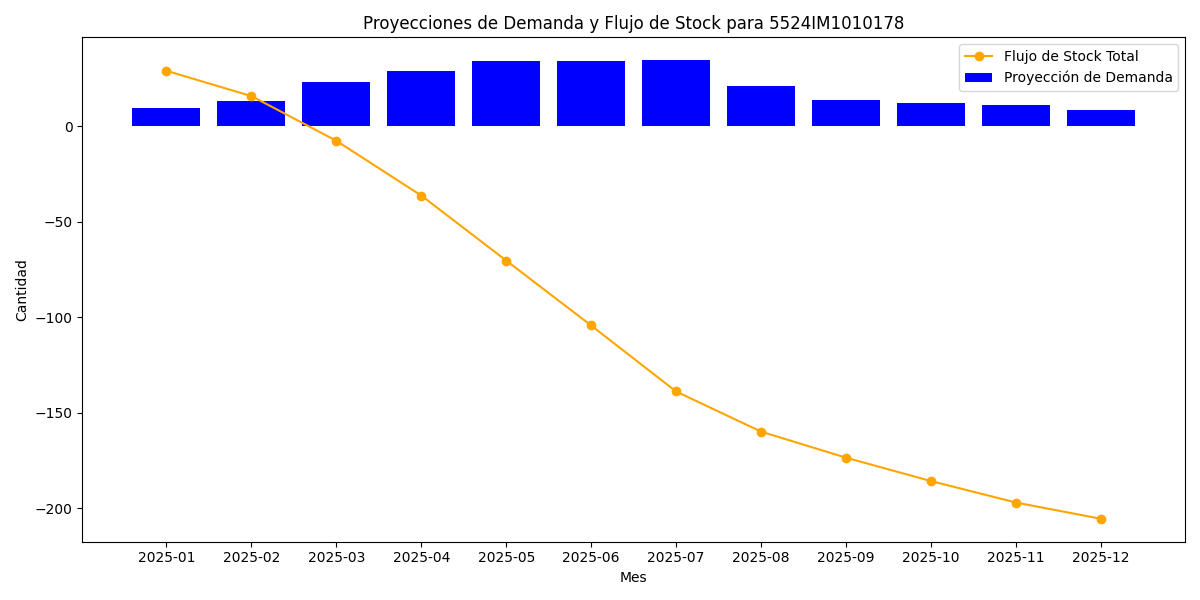 Proyecciones de Demanda y Flujo de Stock para 5524IM1010178
Flujo de Stock Total
Proyección de Demanda
Cantidad
0
−50
−100
−150
−200
2025-01 2025-02 2025-03 2025-04 2025-05 2025-06 2025-07 2025-08 2025-09 2025-10 2025-11 2025-12
Mes